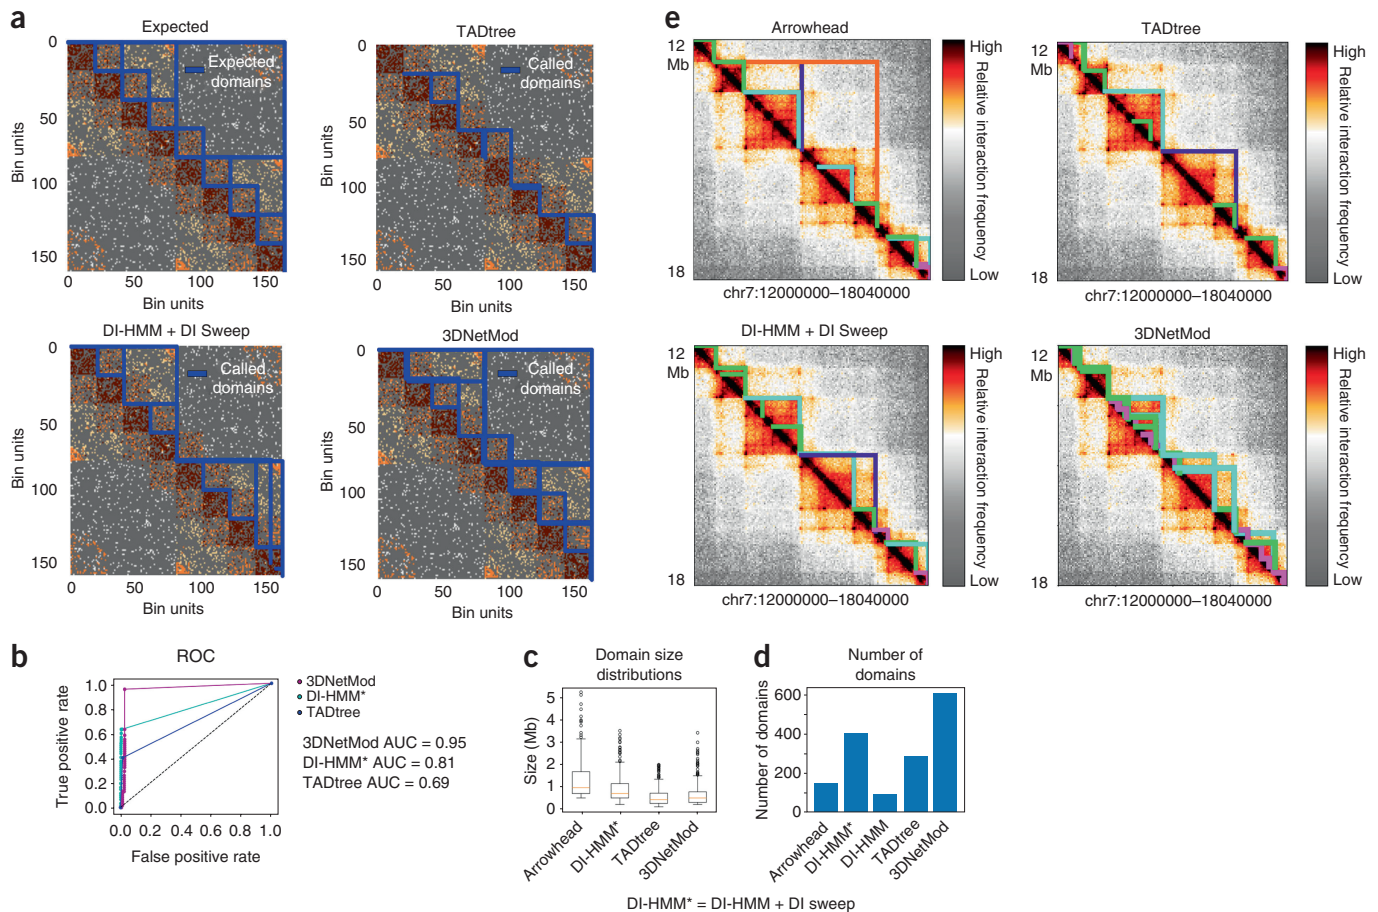 a
Expected
0
50
100
150
Bin units
Expected
domains
0
50
100
150
Bin units
TADtree
0
50
100
150
Bin units
Called
domains
0
50
100
150
Bin units
DI-HMM + DI Sweep
0
50
100
150
Bin units
Called
domains
0
50
100
150
Bin units
3DNetMod
0
50
100
150
Bin units
Called
domains
0
50
100
150
Bin units
e
Arrowhead
12
Mb
18
chr7:12000000–18040000
High
Relative interaction frequency
Low
TADtree
12
Mb
18
chr7:12000000–18040000
High
Relative interaction frequency
Low
DI-HMM + DI Sweep
12
Mb
18
chr7:12000000–18040000
High
Relative interaction frequency
Low
3DNetMod
12
Mb
18
chr7:12000000–18040000
High
Relative interaction frequency
Low
b
ROC
True positive rate
1.0
0.8
0.6
0.4
0.2
0.0
0.0 0.2 0.4 0.6 0.8 1.0
False positive rate
3DNetMod
DI-HMM*
TADtree
3DNetMod AUC = 0.95
DI-HMM* AUC = 0.81
TADtree AUC = 0.69
c
Domain size
distributions
Size (Mb)
5
4
3
2
1
0
Arrowhead
DI-HMM*
TADtree
3DNetMod
d
Number of
domains
Number of domains
600
400
200
0
Arrowhead
DI-HMM*
DI-HMM
TADtree
3DNetMod
DI-HMM* = DI-HMM + DI sweep